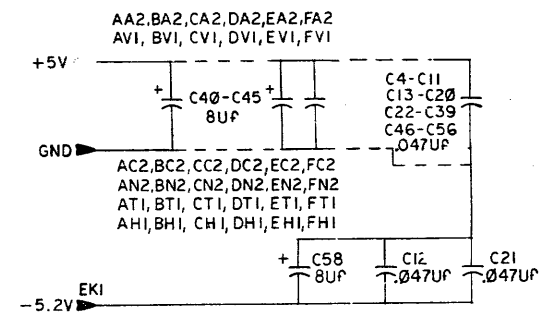 AA2,BA2,CA2,DA2,EA2,FA2
AV1, BV1, CV1, DV1, EV1, FV1
+5V
+
C40-C45
8Uf
+
C4-C11
C13-C20
C22-C39
C46-C56
.047Uf
GND
AC2,BC2,CC2,DC2,EC2,FC2
AN2,BN2,CN2,DN2,EN2,FN2
AT1, BT1, CT1, DT1, ET1, FT1
AH1, BH1, CH1, DH1, EH1, FH1
+
C58
8Uf
C12
.047Uf
C21
.047Uf
EK1
-5.2V